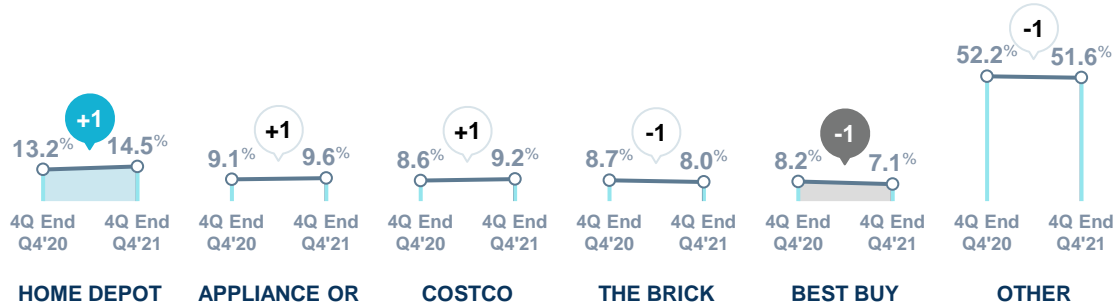 +1
13.2% 14.5%
4Q End 4Q End
Q4'20 Q4'21
HOME DEPOT
+1
9.1% 9.6%
4Q End 4Q End
Q4'20 Q4'21
APPLIANCE OR
+1
8.6% 9.2%
4Q End 4Q End
Q4'20 Q4'21
COSTCO
-1
8.7% 8.0%
4Q End 4Q End
Q4'20 Q4'21
THE BRICK
-1
8.2% 7.1%
4Q End 4Q End
Q4'20 Q4'21
BEST BUY
-1
52.2% 51.6%
4Q End 4Q End
Q4'20 Q4'21
OTHER